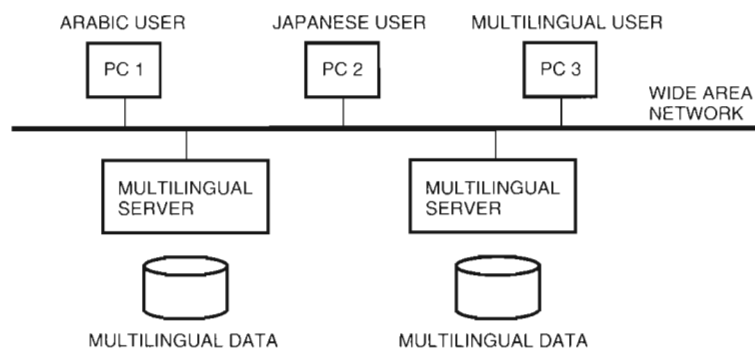 ARABIC USER
JAPANESE USER
MULTILINGUAL USER
PC 1
PC 2
PC 3
WIDE AREA
NETWORK
MULTILINGUAL
SERVER
MULTILINGUAL
SERVER
MULTILINGUAL DATA
MULTILINGUAL DATA